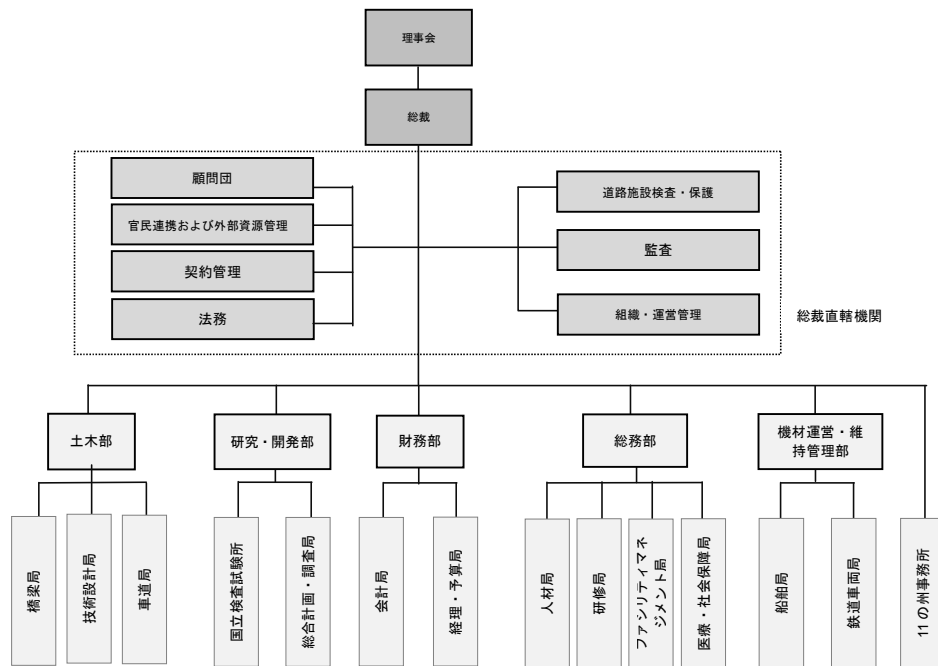 理事会
総裁
顧問団
官民連携および外部資源管理
契約管理
法務
道路施設検査・保護
監査
組織・運営管理
総裁直轄機関
土木部
研究・開発部
財務部
総務部
機材運営・維
持管理部
橋梁局
技術設計局
車道局
国立検査試験所
総合計画・調査局
会計局
経理・予算局
人材局
研修局
ファシリティマネ
ジメント局
医療・社会保障局
船舶局
鉄道車両局
11の州事務所